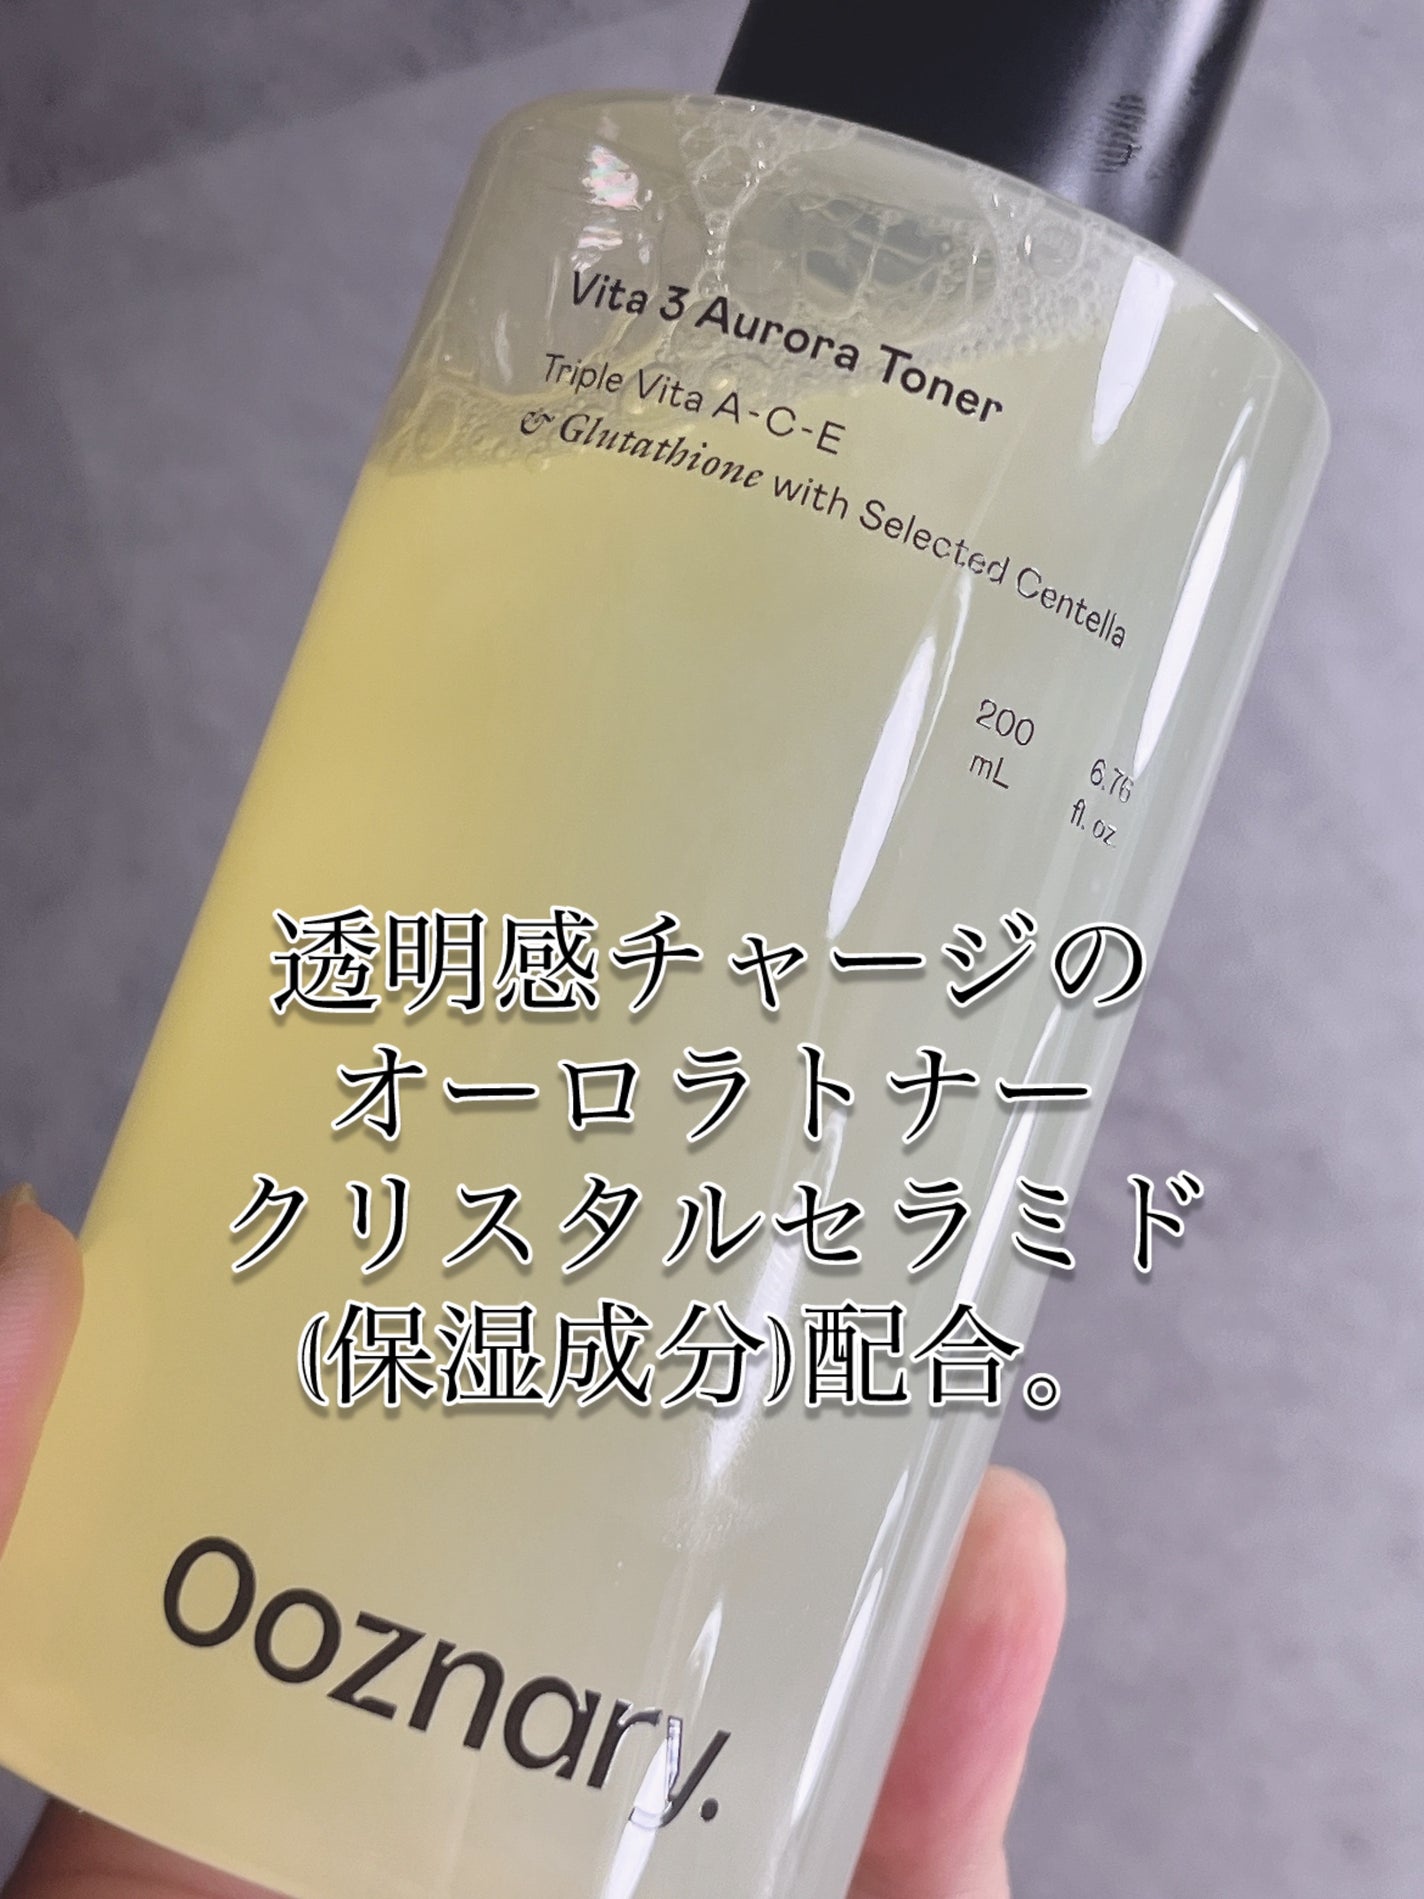 Vita 3 Aurora Toner
Triple Vita A-C-E
& Glutathione with Selected Centella
200
mL
6.76
fl. oz
透明感チャージの
オーロラトナー
クリスタルセラミド
(保湿成分)配合。
Ooznary.